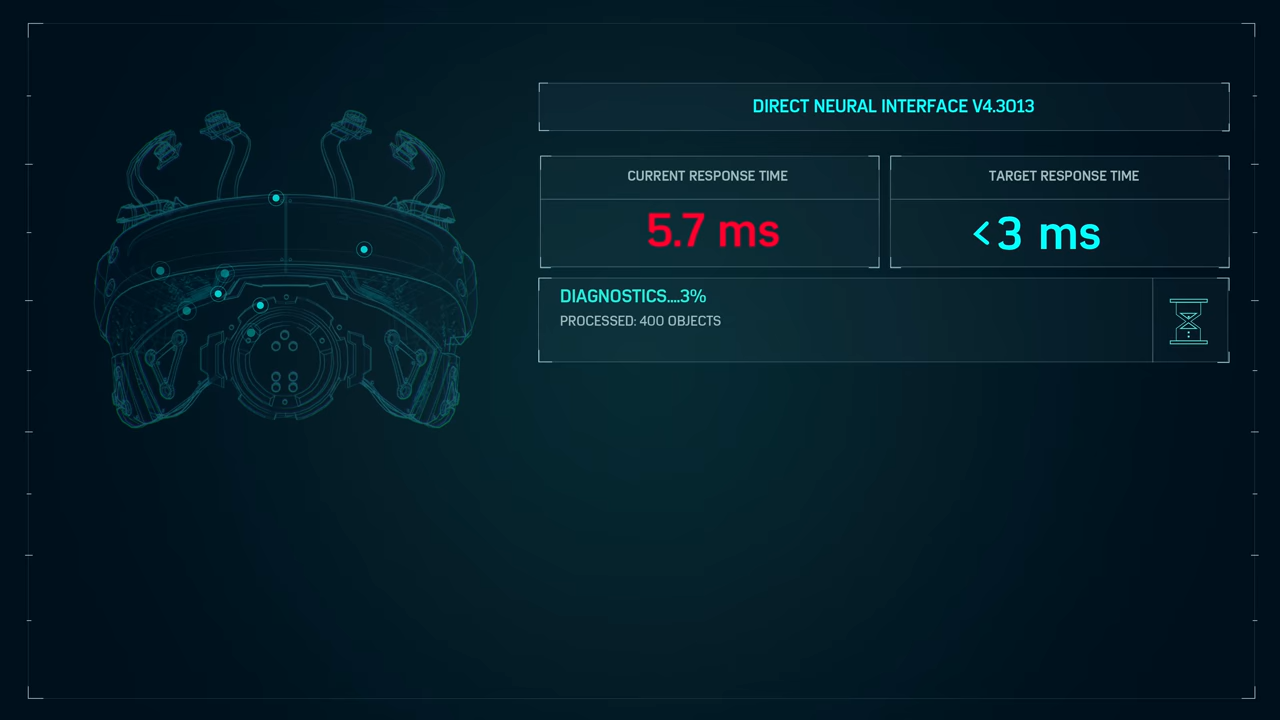 DIRECT NEURAL INTERFACE V4.3013
CURRENT RESPONSE TIME
TARGET RESPONSE TIME
5.7 ms
<3 ms
DIAGNOSTICS....3%
PROCESSED: 400 OBJECTS